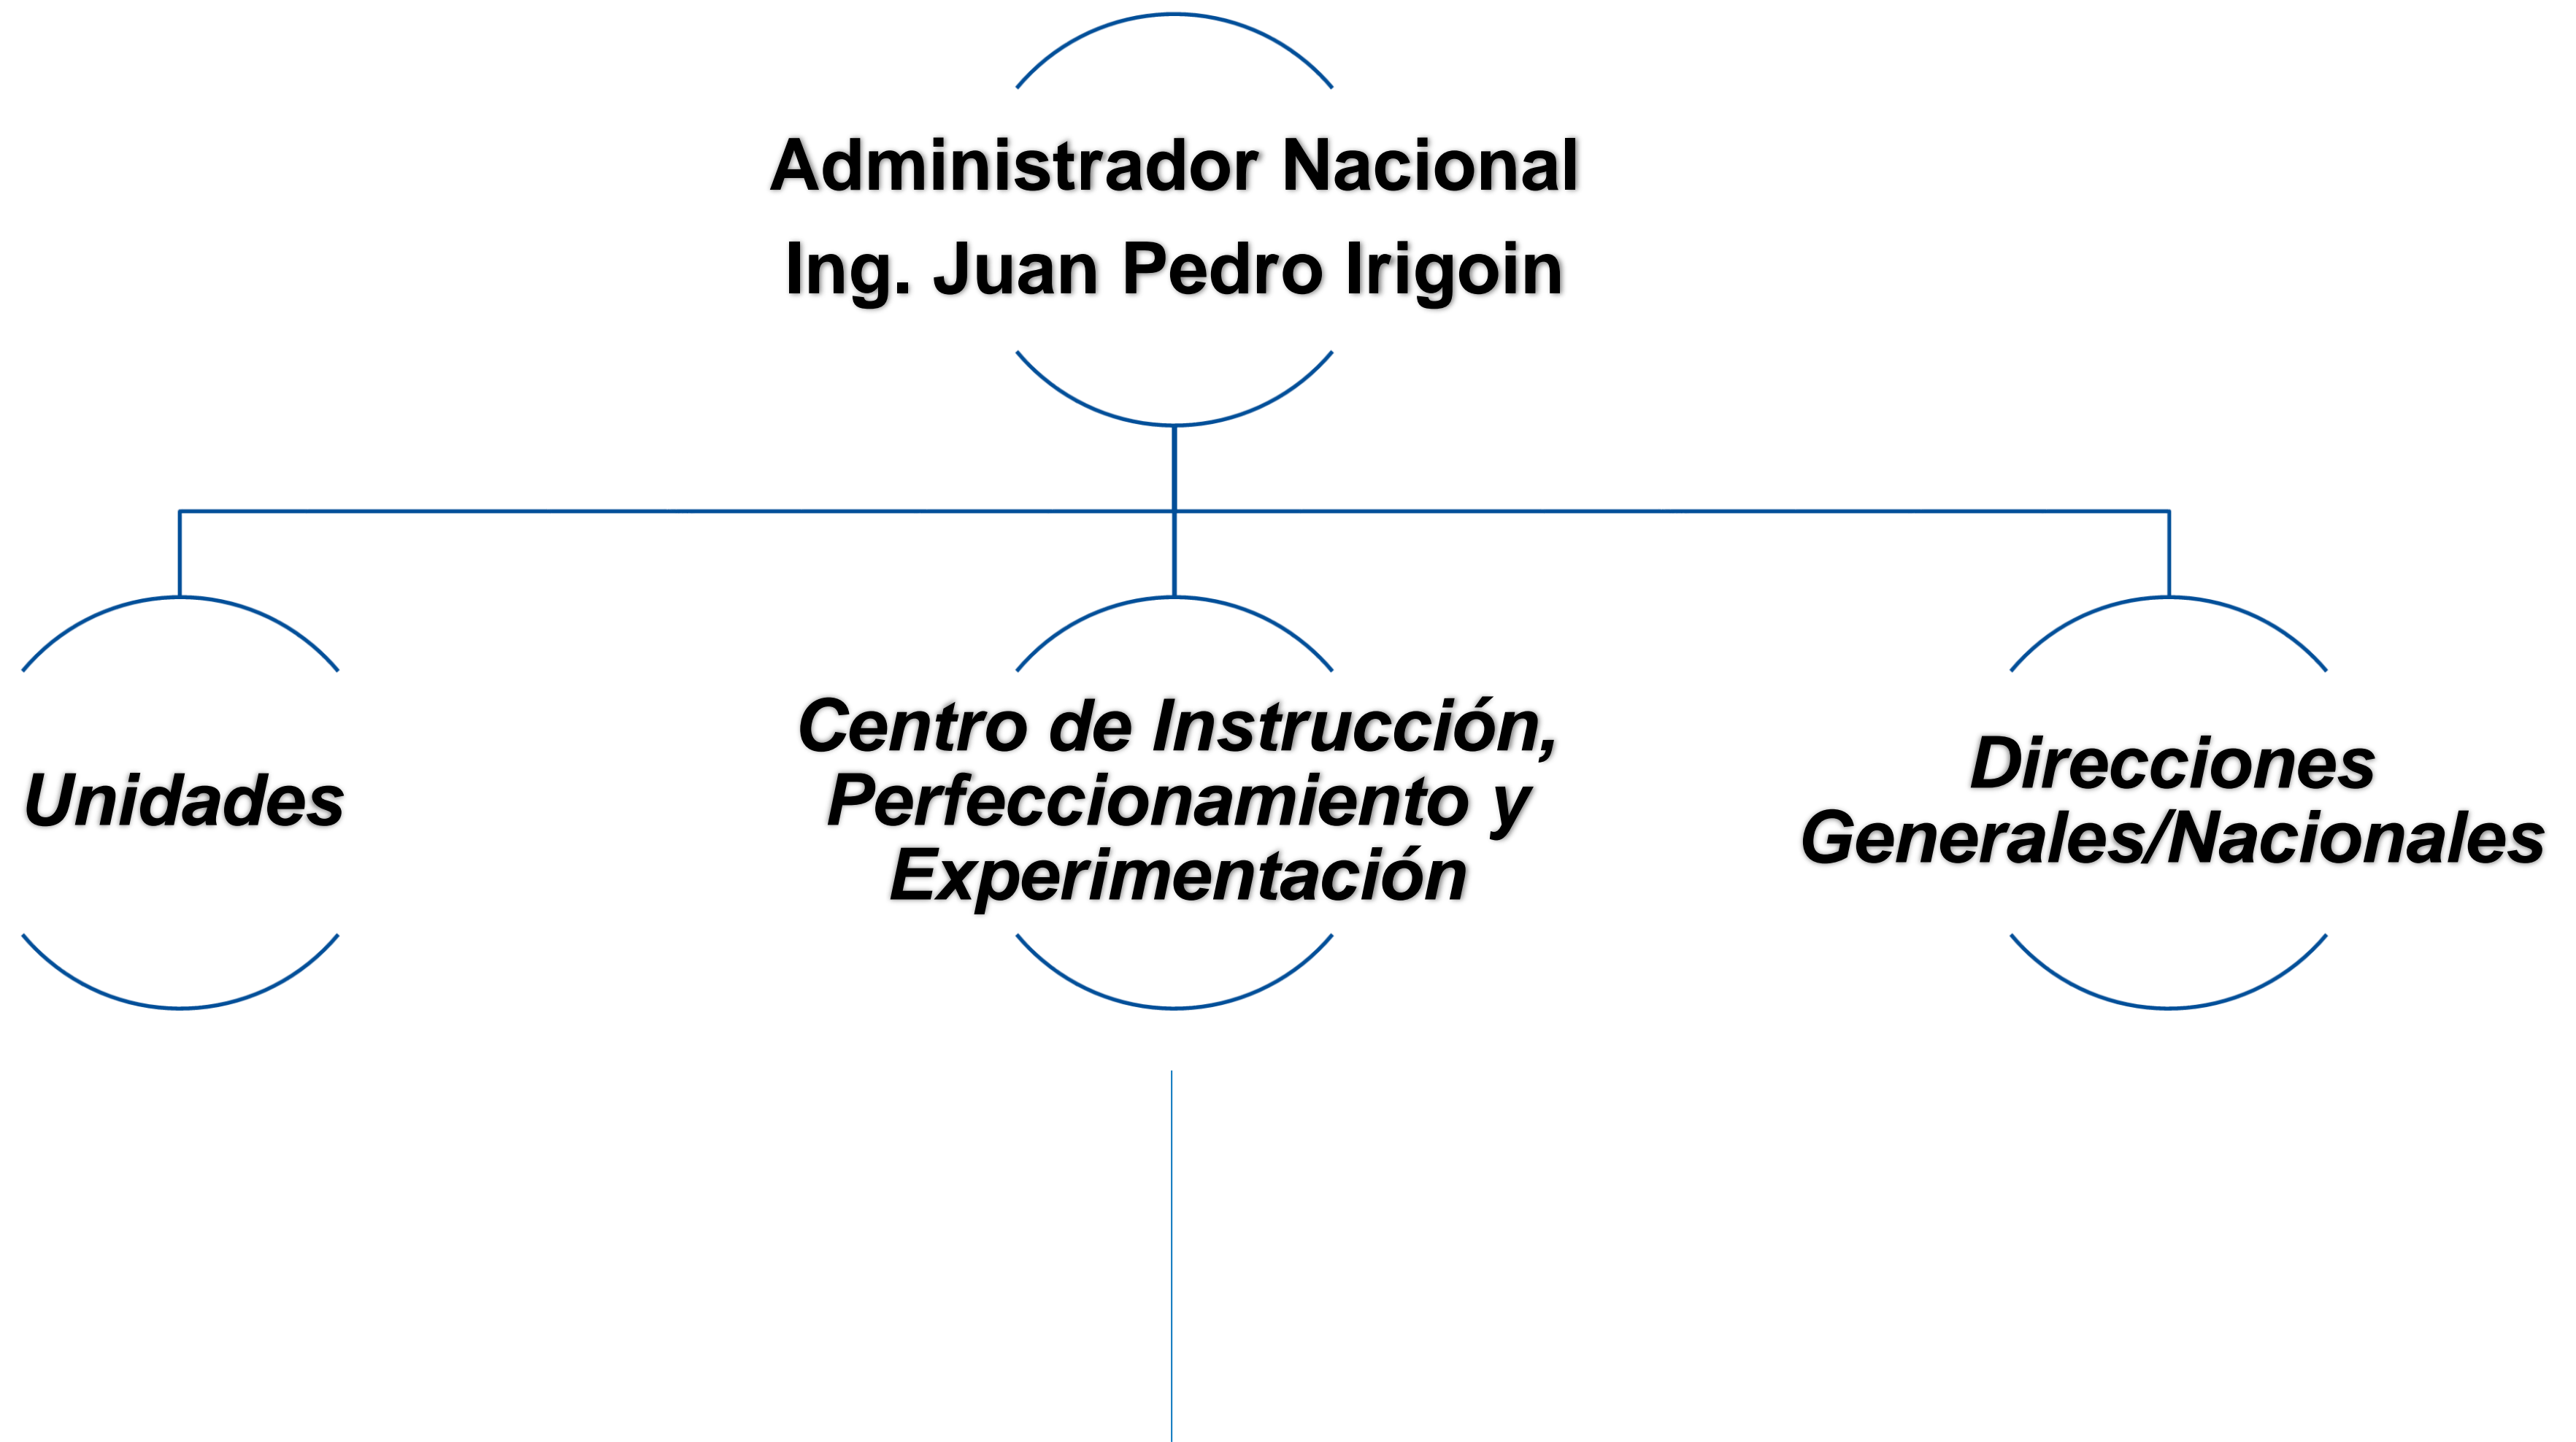 Administrador Nacional
Ing. Juan Pedro Irigoin
Unidades
Centro de Instrucción,
Perfeccionamiento y
Experimentación
Direcciones
Generales/Nacionales